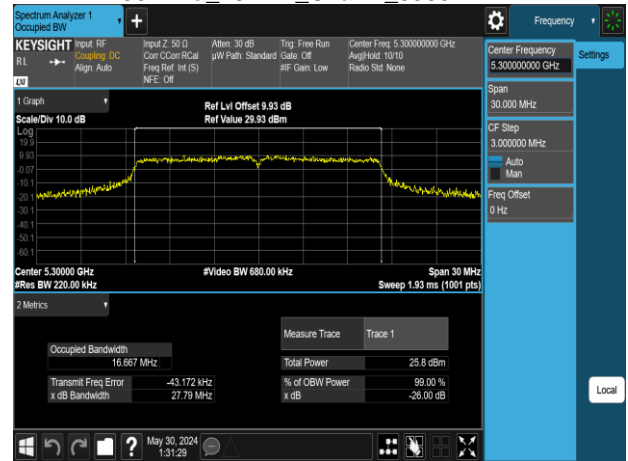 Spectrum Analyzer 1
Occupied BW
Frequency
KEYSIGHT
RL
LXI
Input: RF
Coupling: DC
Align: Auto
Input Z: 50 Ω
Corr CCorr RCal
Freq Ref: Int (S)
NFE: Off
Atten: 30 dB
µW Path: Standard
Trig: Free Run
Gate: Off
#IF Gain: Low
Center Freq: 5.300000000 GHz
Avg|Hold: 10/10
Radio Std: None
1 Graph
Scale/Div 10.0 dB
Ref Lvl Offset 9.93 dB
Ref Value 29.93 dBm
Log
19.9
9.93
-0.07
-10.1
-20.1
-30.1
-40.1
-50.1
-60.1
Center 5.30000 GHz
#Res BW 220.00 kHz
#Video BW 680.00 kHz
Span 30 MHz
Sweep 1.93 ms (1001 pts)
2 Metrics
Occupied Bandwidth
16.667 MHz
Transmit Freq Error -43.172 kHz
x dB Bandwidth 27.79 MHz
Measure Trace Trace 1
Total Power 25.8 dBm
% of OBW Power 99.00 %
x dB -26.00 dB
Center Frequency
5.300000000 GHz
Span
30.000 MHz
CF Step
3.000000 MHz
Auto
Man
Freq Offset
0 Hz
Settings
Local
?
May 30, 2024
1:31:29